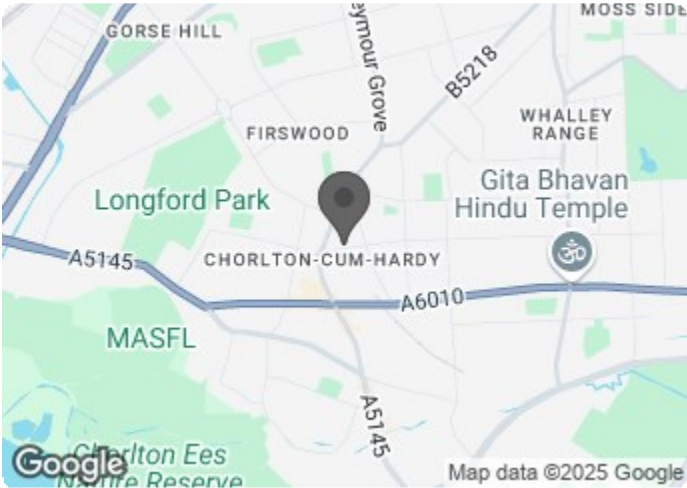 MOSS SIDE
GORSE HILL
eymour Grove
B5218
WHALLEY
RANGE
FIRSWOOD
Gita Bhavan
Hindu Temple
Longford Park
A5145
CHORLTON-CUM-HARDY
A6010
MASFL
A5145
Chorlton Ees
Nature Reserve
Google
Map data ©2025 Google